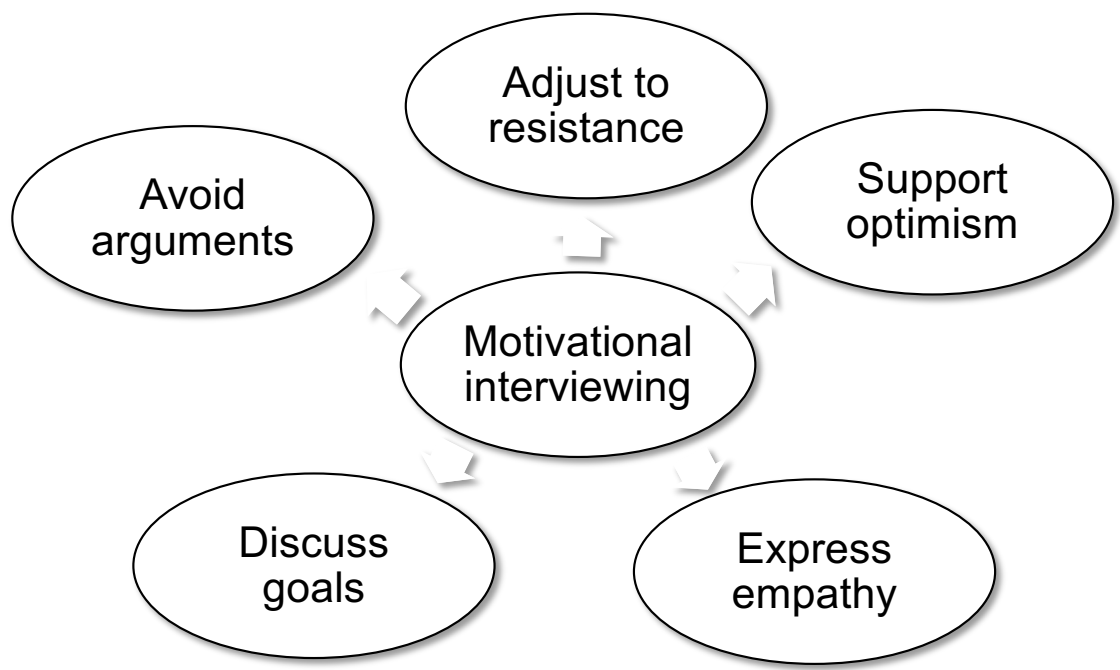 Adjust to
resistance
Avoid
arguments
Support
optimism
Motivational
interviewing
Discuss
goals
Express
empathy